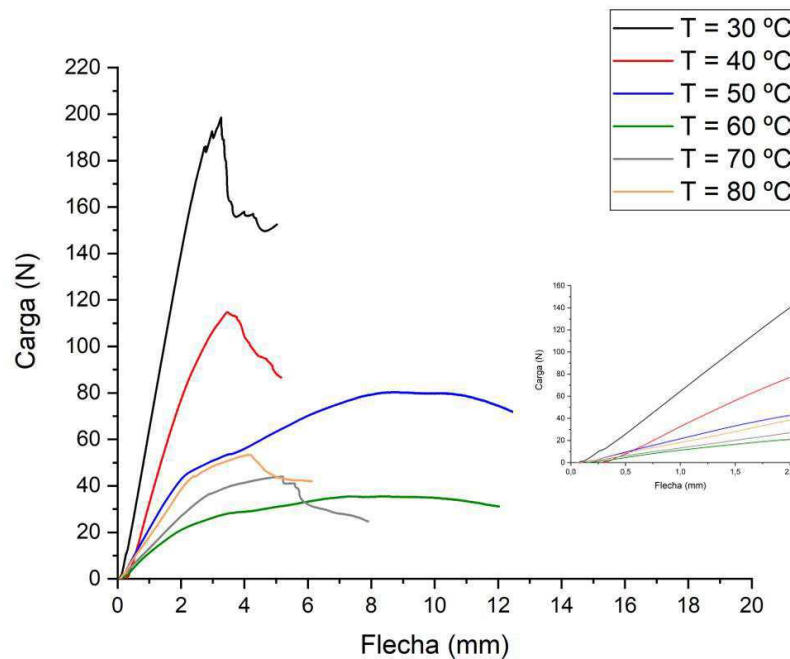 T = 30 ºC
T = 40 ºC
T = 50 ºC
T = 60 ºC
T = 70 ºC
T = 80 ºC
Carga (N)
220
200
180
160
140
120
100
80
60
40
20
0
0 2 4 6 8 10 12 14 16 18 20
Flecha (mm)
Carga (N)
160
140
120
100
80
60
40
20
0
0,0 0,5 1,0 1,5 2,
Flecha (mm)